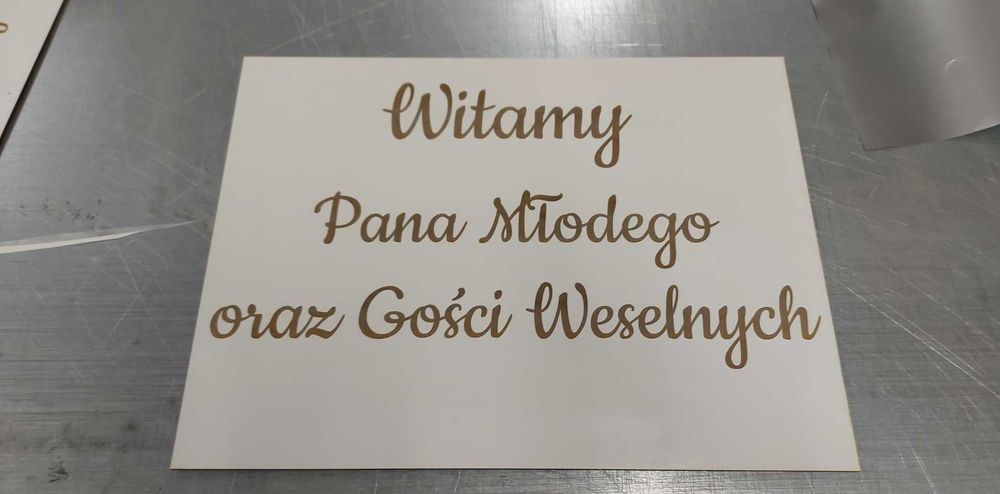 Witamy
Pana Młodego
oraz Gości Weselnych